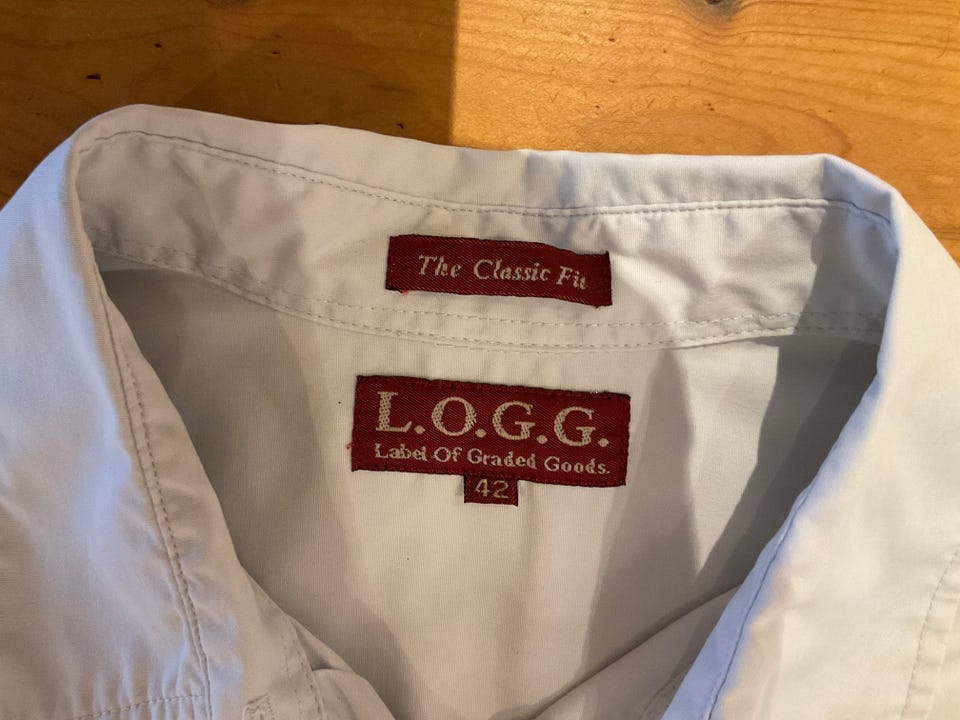 The Classic Fit
L.O.G.G.
Label Of Graded Goods.
42